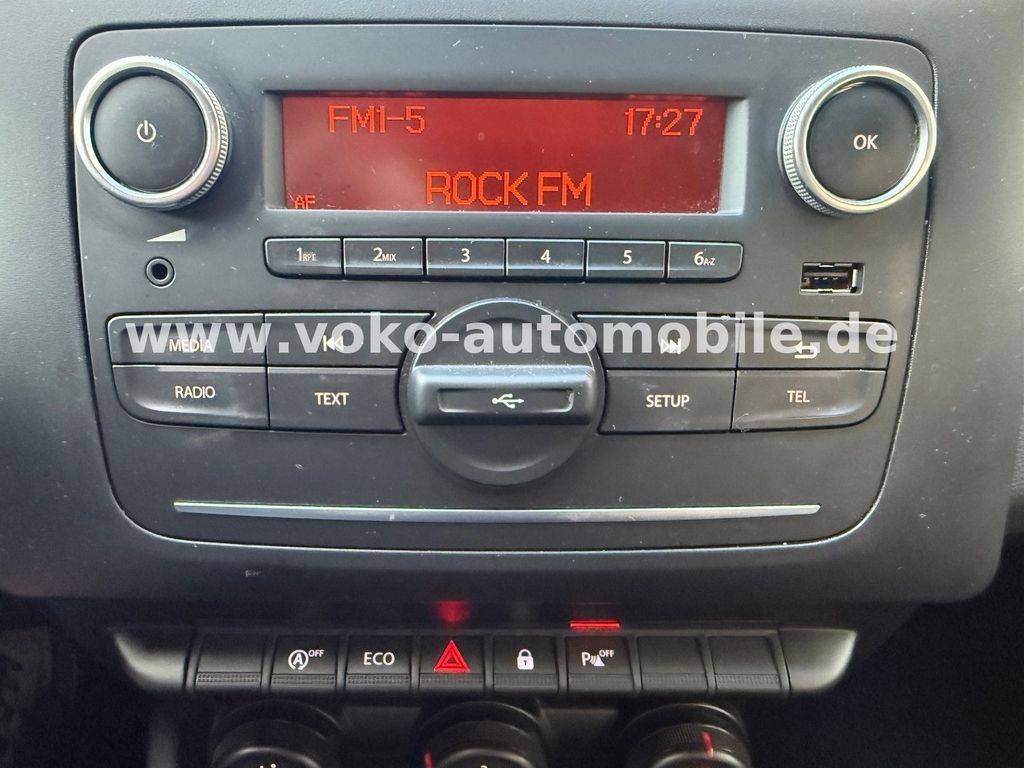 FM1-5 17:27
ROCK FM
AF
OK
1RPT 2MIX 3 4 5 6A-Z
www.voko-automobile.de
MEDIA
RADIO TEXT SETUP TEL
A OFF ECO P OFF